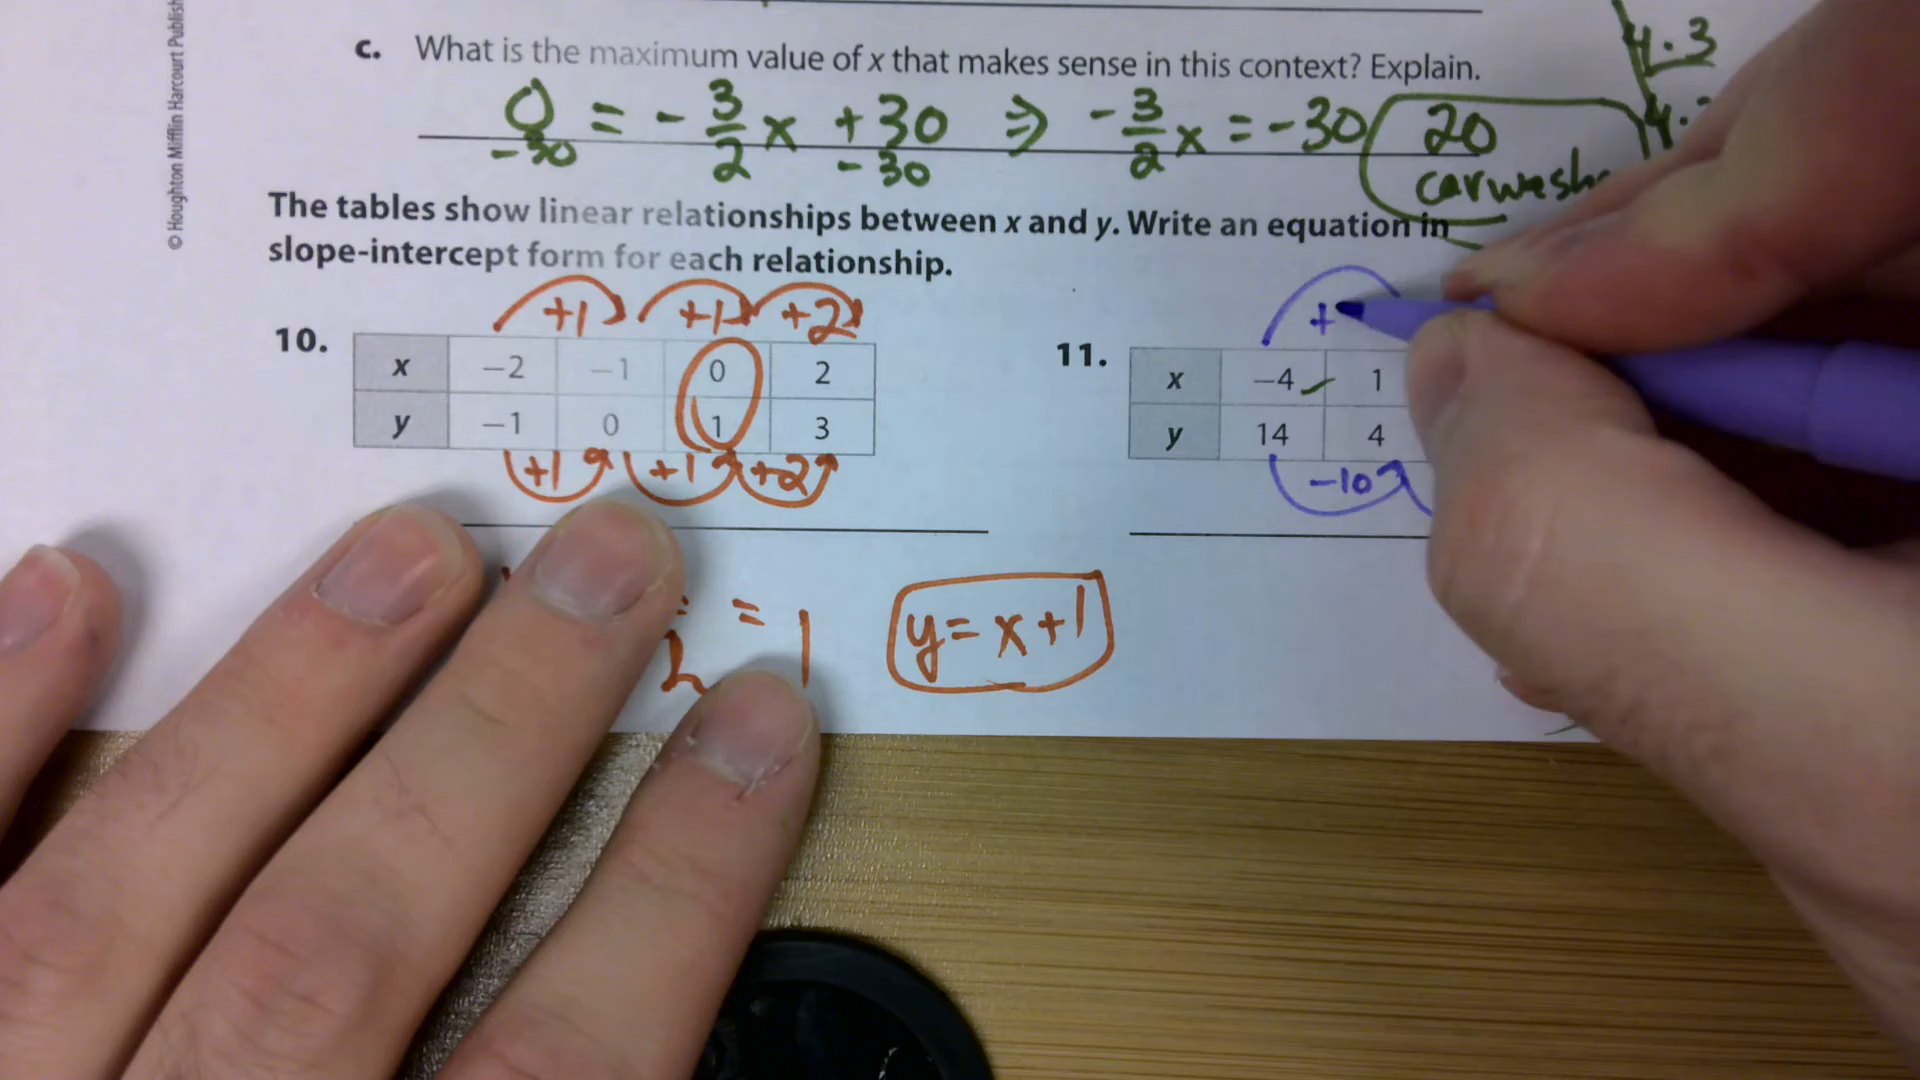 © Houghton Mifflin Harcourt Publish
c. What is the maximum value of x that makes sense in this context? Explain.
4.3
0 = - 3/2 x + 30 ⇒ - 3/2 x = -30 20
-30 -30 carwash
The tables show linear relationships between x and y. Write an equation in
slope-intercept form for each relationship.
+1 +1 +2
10.
x −2 −1 0 2
y −1 0 1 3
+1 +1 +2
= 1
y = x+1
+
11.
x −4 1
y 14 4
-10